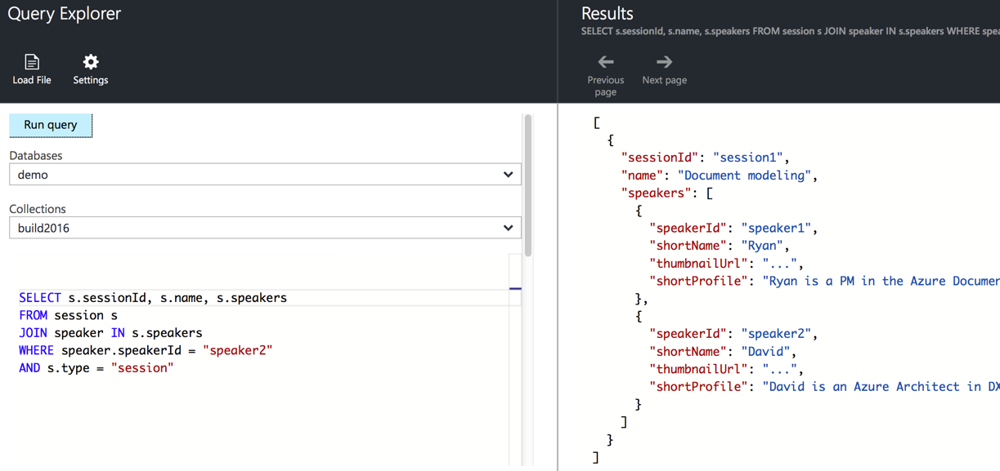 Query Explorer
Load File
Settings
Run query
Databases
demo
Collections
build2016
SELECT s.sessionId, s.name, s.speakers
FROM session s
JOIN speaker IN s.speakers
WHERE speaker.speakerId = "speaker2"
AND s.type = "session"
Results
SELECT s.sessionId, s.name, s.speakers FROM session s JOIN speaker IN s.speakers WHERE spea
Previous
page
Next page
[
{
"sessionId": "session1",
"name": "Document modeling",
"speakers": [
{
"speakerId": "speaker1",
"shortName": "Ryan",
"thumbnailUrl": "...",
"shortProfile": "Ryan is a PM in the Azure Documen
},
{
"speakerId": "speaker2",
"shortName": "David",
"thumbnailUrl": "...",
"shortProfile": "David is an Azure Architect in DX
}
]
}
]